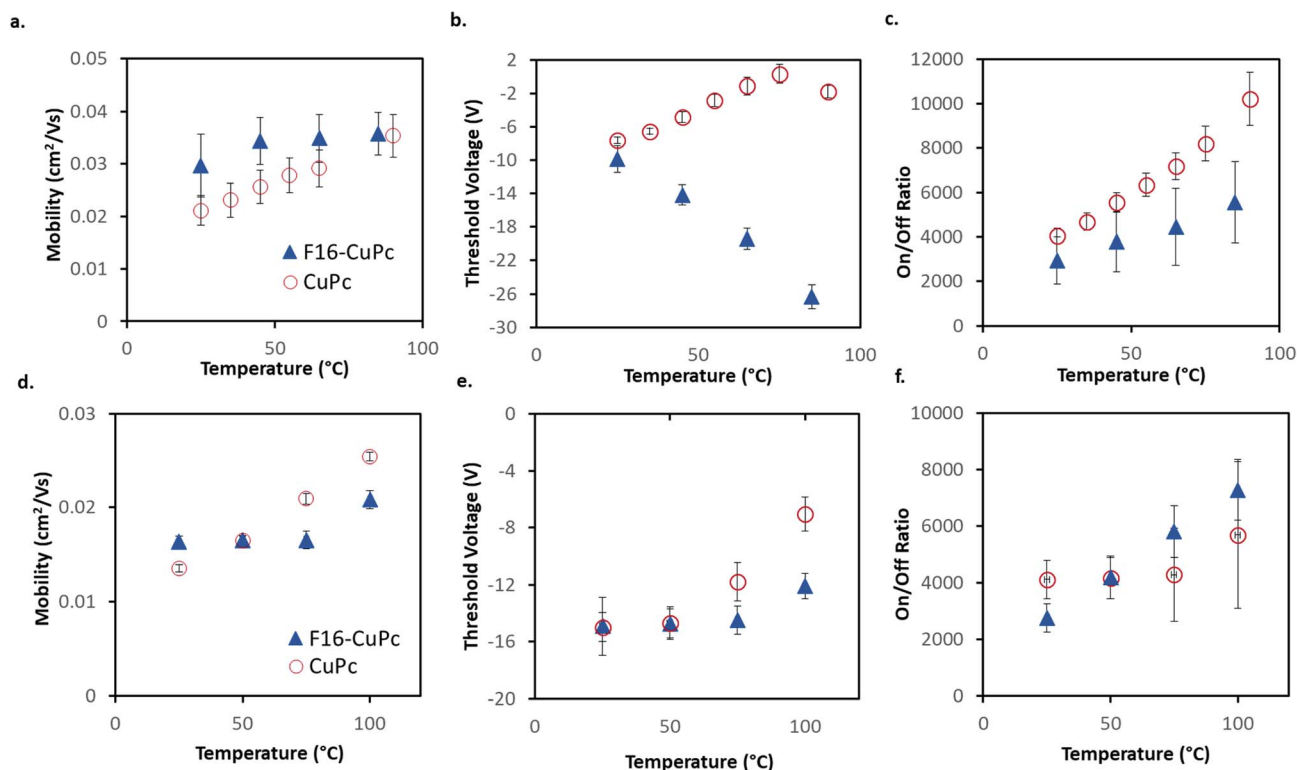 a.
0.05
0.04
0.03
0.02
0.01
0
Mobility (cm²/Vs)
F16-CuPc
CuPc
0
50
100
Temperature (°C)
b.
2
-2
-6
-10
-14
-18
-22
-26
-30
Threshold Voltage (V)
0
50
100
Temperature (°C)
c.
12000
10000
8000
6000
4000
2000
0
On/Off Ratio
0
50
100
Temperature (°C)
d.
0.03
0.02
0.01
0
Mobility (cm²/Vs)
F16-CuPc
CuPc
0
50
100
Temperature (°C)
e.
0
-4
-8
-12
-16
-20
Threshold Voltage (V)
0
50
100
Temperature (°C)
f.
10000
8000
6000
4000
2000
0
On/Off Ratio
0
50
100
Temperature (°C)